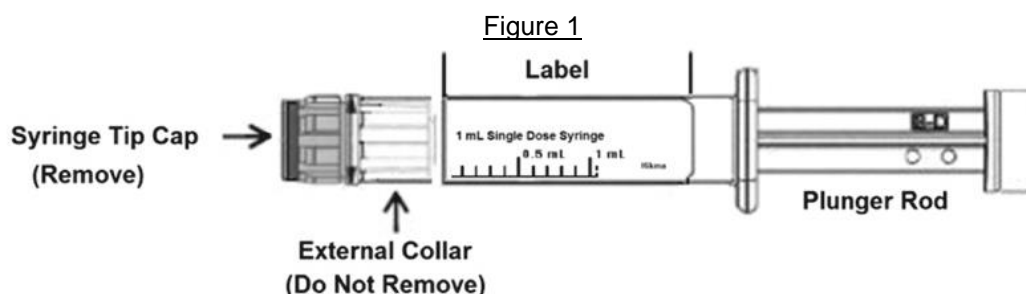 Figure 1
Label
Syringe Tip Cap
(Remove)
1 mL Single Dose Syringe
0.5 mL 1 mL
Plunger Rod
External Collar
(Do Not Remove)